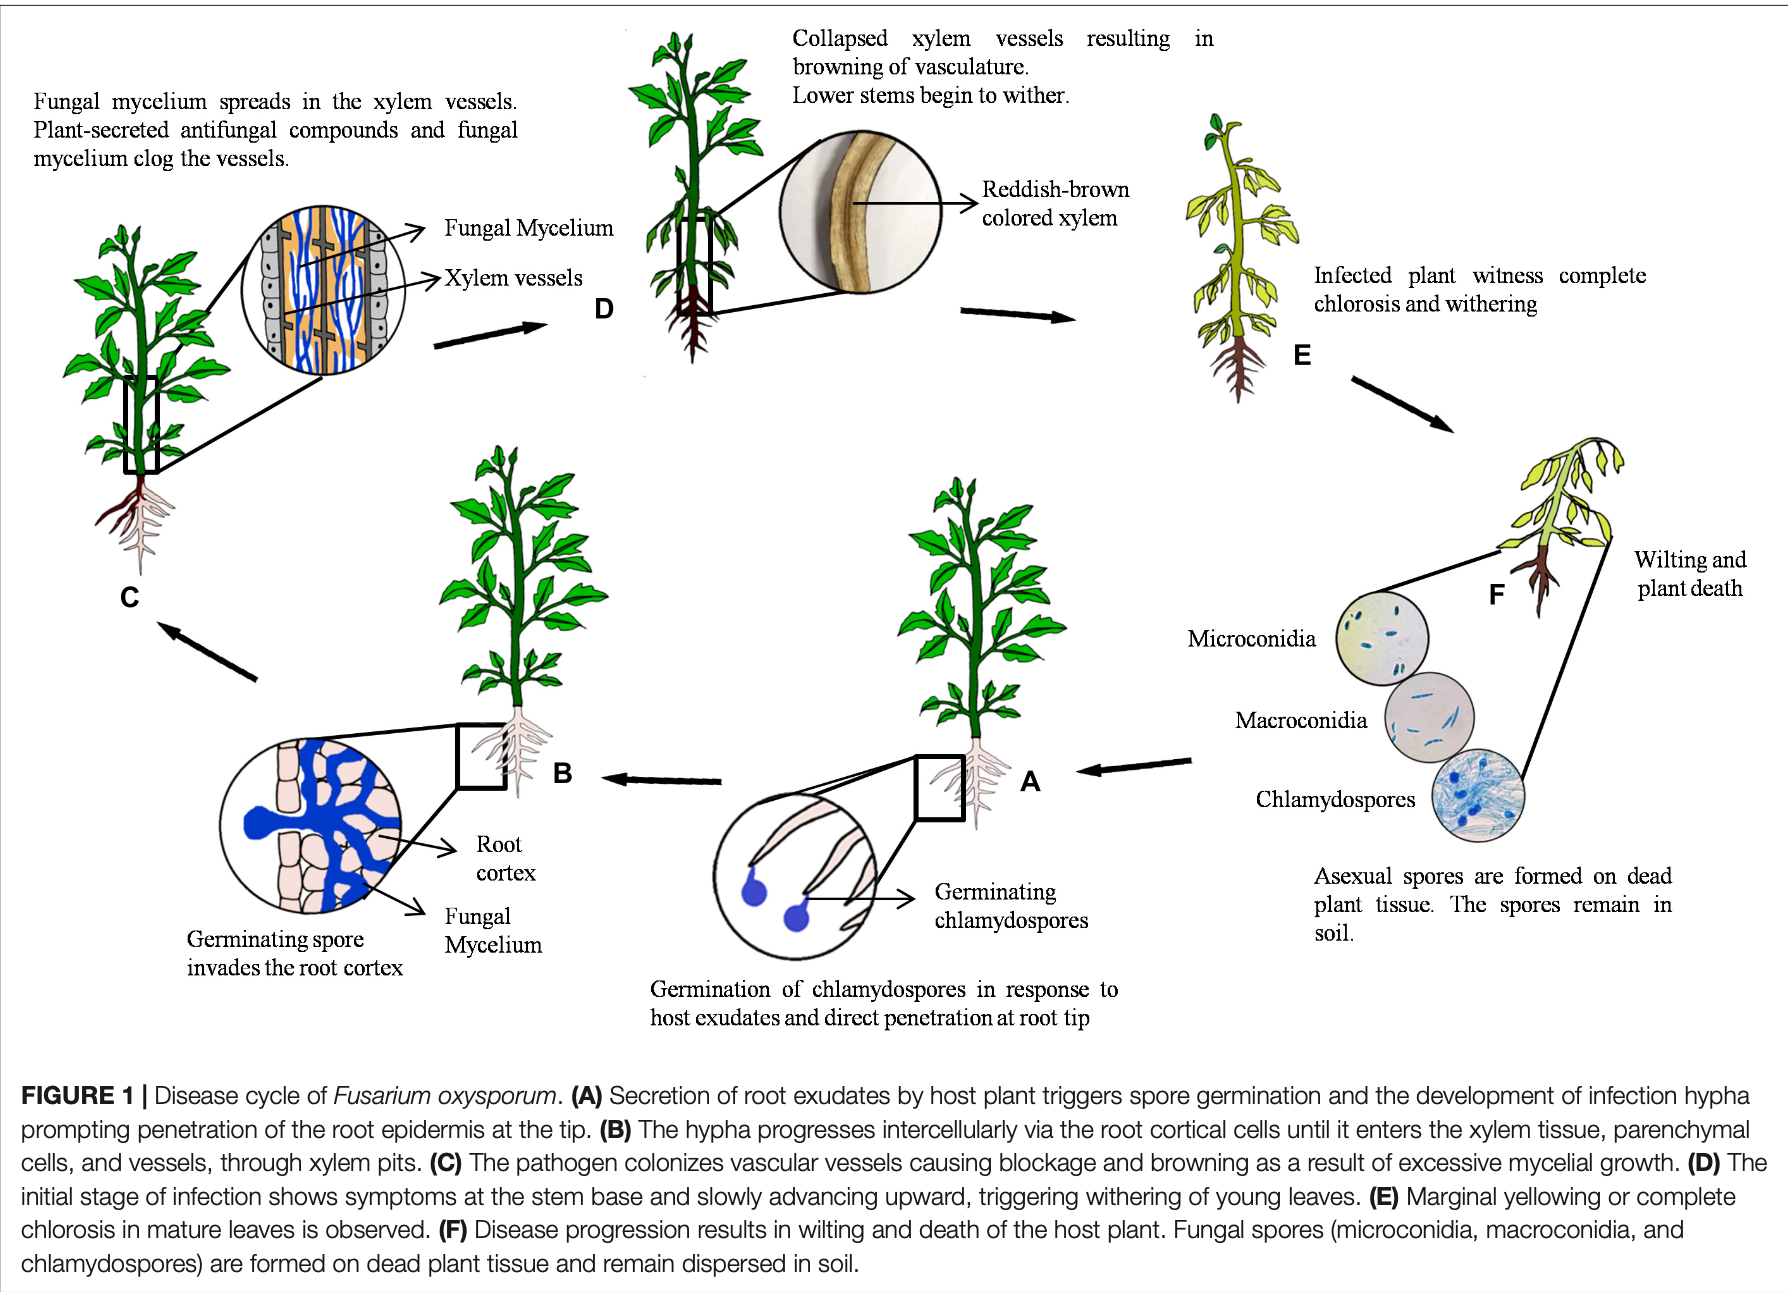 Collapsed xylem vessels resulting in
browning of vasculature.
Lower stems begin to wither.
Fungal mycelium spreads in the xylem vessels.
Plant-secreted antifungal compounds and fungal
mycelium clog the vessels.
Reddish-brown
colored xylem
Fungal Mycelium
Xylem vessels
D
Infected plant witness complete
chlorosis and withering
E
C
Wilting and
plant death
F
Microconidia
Macroconidia
Chlamydospores
B
A
Root
cortex
Fungal
Mycelium
Germinating spore
invades the root cortex
Germinating
chlamydospores
Asexual spores are formed on dead
plant tissue. The spores remain in
soil.
Germination of chlamydospores in response to
host exudates and direct penetration at root tip
FIGURE 1 | Disease cycle of Fusarium oxysporum. (A) Secretion of root exudates by host plant triggers spore germination and the development of infection hypha
prompting penetration of the root epidermis at the tip. (B) The hypha progresses intercellularly via the root cortical cells until it enters the xylem tissue, parenchymal
cells, and vessels, through xylem pits. (C) The pathogen colonizes vascular vessels causing blockage and browning as a result of excessive mycelial growth. (D) The
initial stage of infection shows symptoms at the stem base and slowly advancing upward, triggering withering of young leaves. (E) Marginal yellowing or complete
chlorosis in mature leaves is observed. (F) Disease progression results in wilting and death of the host plant. Fungal spores (microconidia, macroconidia, and
chlamydospores) are formed on dead plant tissue and remain dispersed in soil.